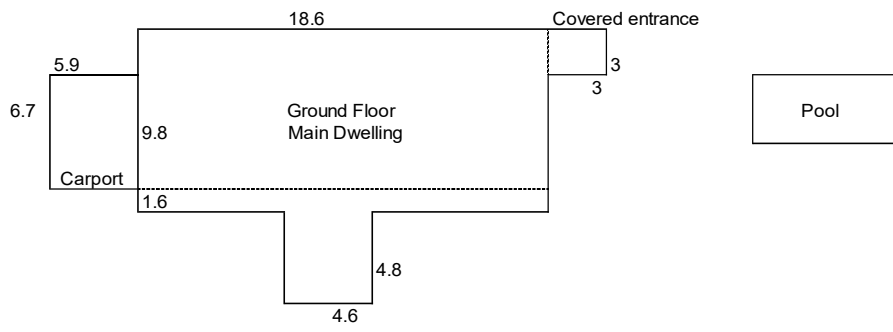 18.6
Covered entrance
5.9
3
3
6.7
Ground Floor
Main Dwelling
Pool
9.8
Carport
1.6
4.8
4.6